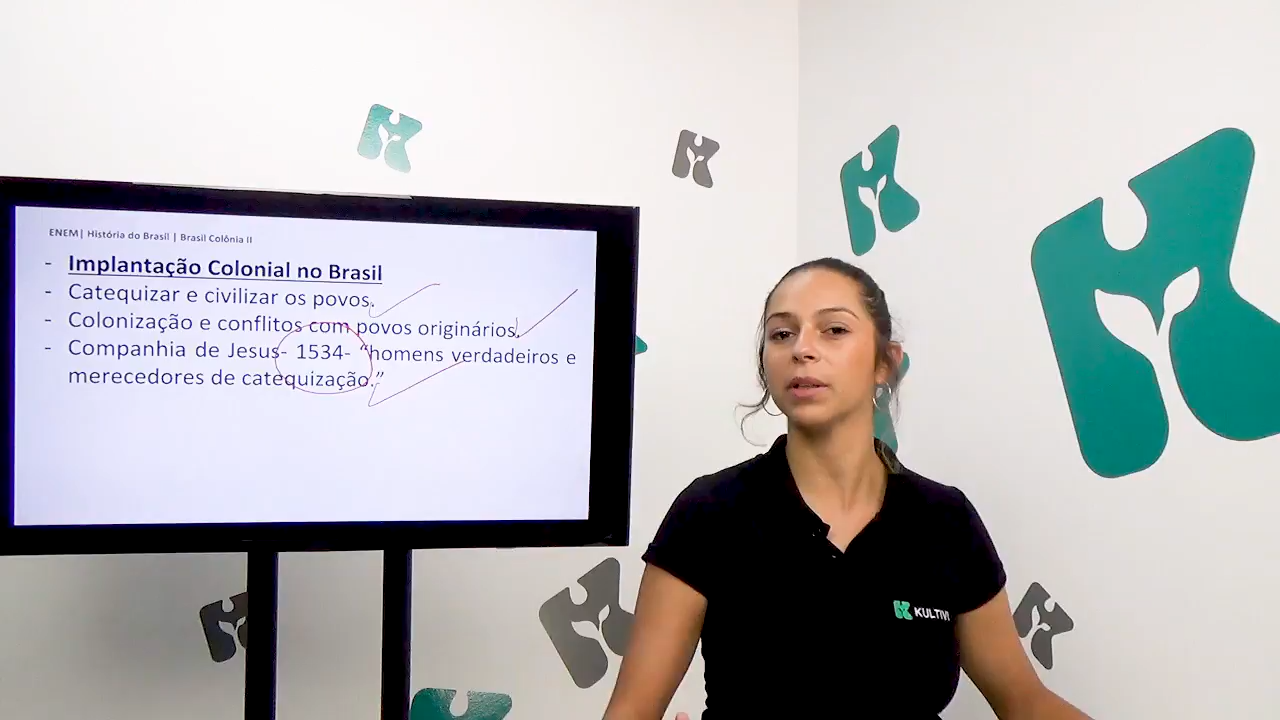 ENEM| História do Brasil | Brasil Colônia II
- Implantação Colonial no Brasil
- Catequizar e civilizar os povos.
- Colonização e conflitos com povos originários.
- Companhia de Jesus- 1534- “homens verdadeiros e
merecedores de catequização.”
KULTIVI